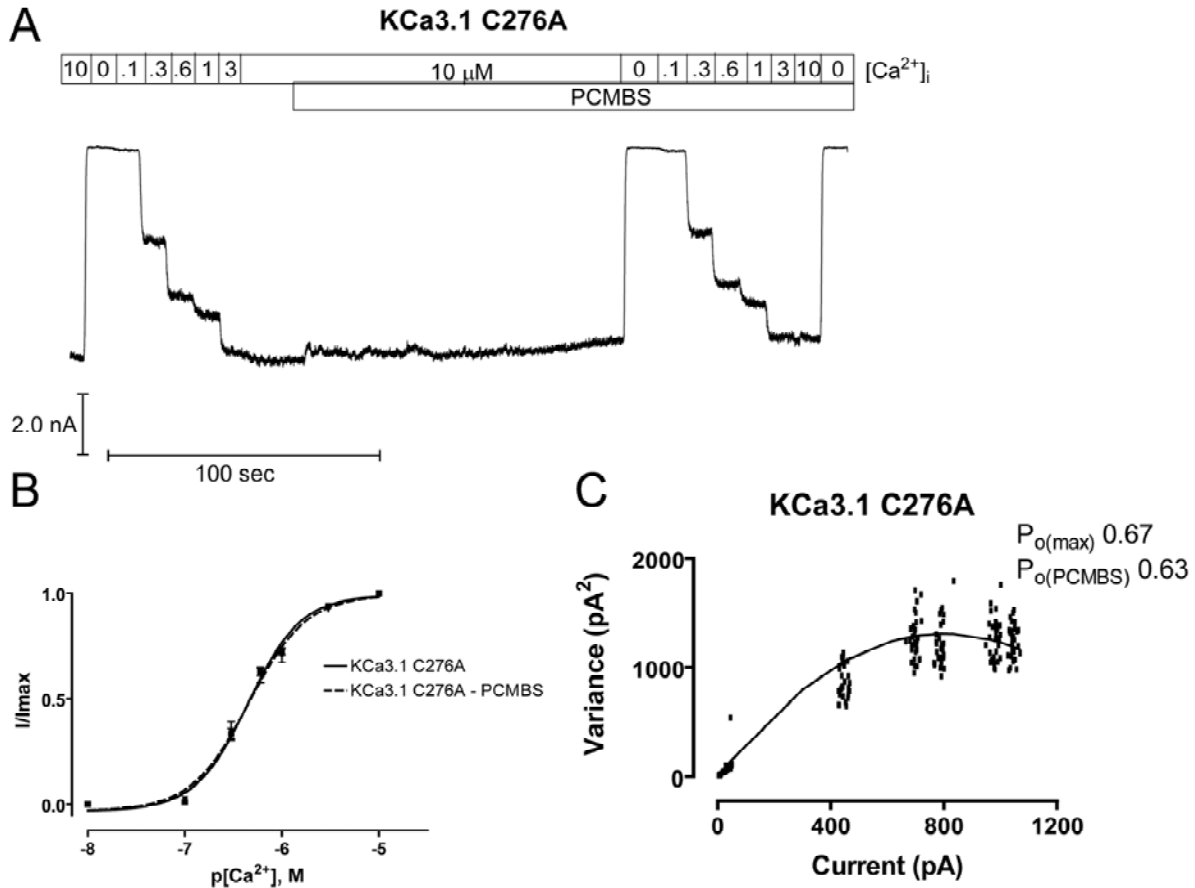 A
KCa3.1 C276A
10 0 .1 .3 .6 1 3 10 µM 0 .1 .3 .6 1 3 10 0 [Ca2+]i
PCMBS
2.0 nA
100 sec
B
1.0
0.5
0.0
I/Imax
-8 -7 -6 -5
p[Ca2+], M
KCa3.1 C276A
KCa3.1 C276A - PCMBS
C
KCa3.1 C276A
Po(max) 0.67
Po(PCMBS) 0.63
2000
1000
0
Variance (pA2)
0 400 800 1200
Current (pA)